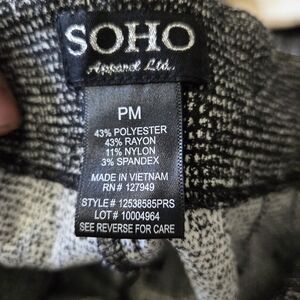 SOHO
Apparel Ltd.
PM
43% POLYESTER
43% RAYON
11% NYLON
3% SPANDEX
MADE IN VIETNAM
RN# 127949
STYLE# 12538585PRS
LOT# 10004964
SEE REVERSE FOR CARE